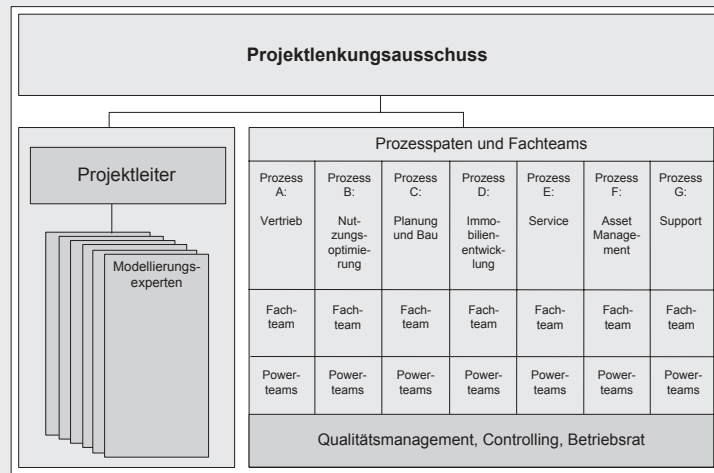 Projektlenkungsausschuss
Projektleiter
Modellierungs-
experten
Prozesspaten und Fachteams
Prozess
A:
Vertrieb
Prozess
B:
Nut-
zungs-
optimie-
rung
Prozess
C:
Planung
und Bau
Prozess
D:
Immo-
bilien-
entwick-
lung
Prozess
E:
Service
Prozess
F:
Asset
Manage-
ment
Prozess
G:
Support
Fach-
team
Fach-
team
Fach-
team
Fach-
team
Fach-
team
Fach-
team
Fach-
team
Power-
teams
Power-
teams
Power-
teams
Power-
teams
Power-
teams
Power-
teams
Power-
teams
Qualitätsmanagement, Controlling, Betriebsrat